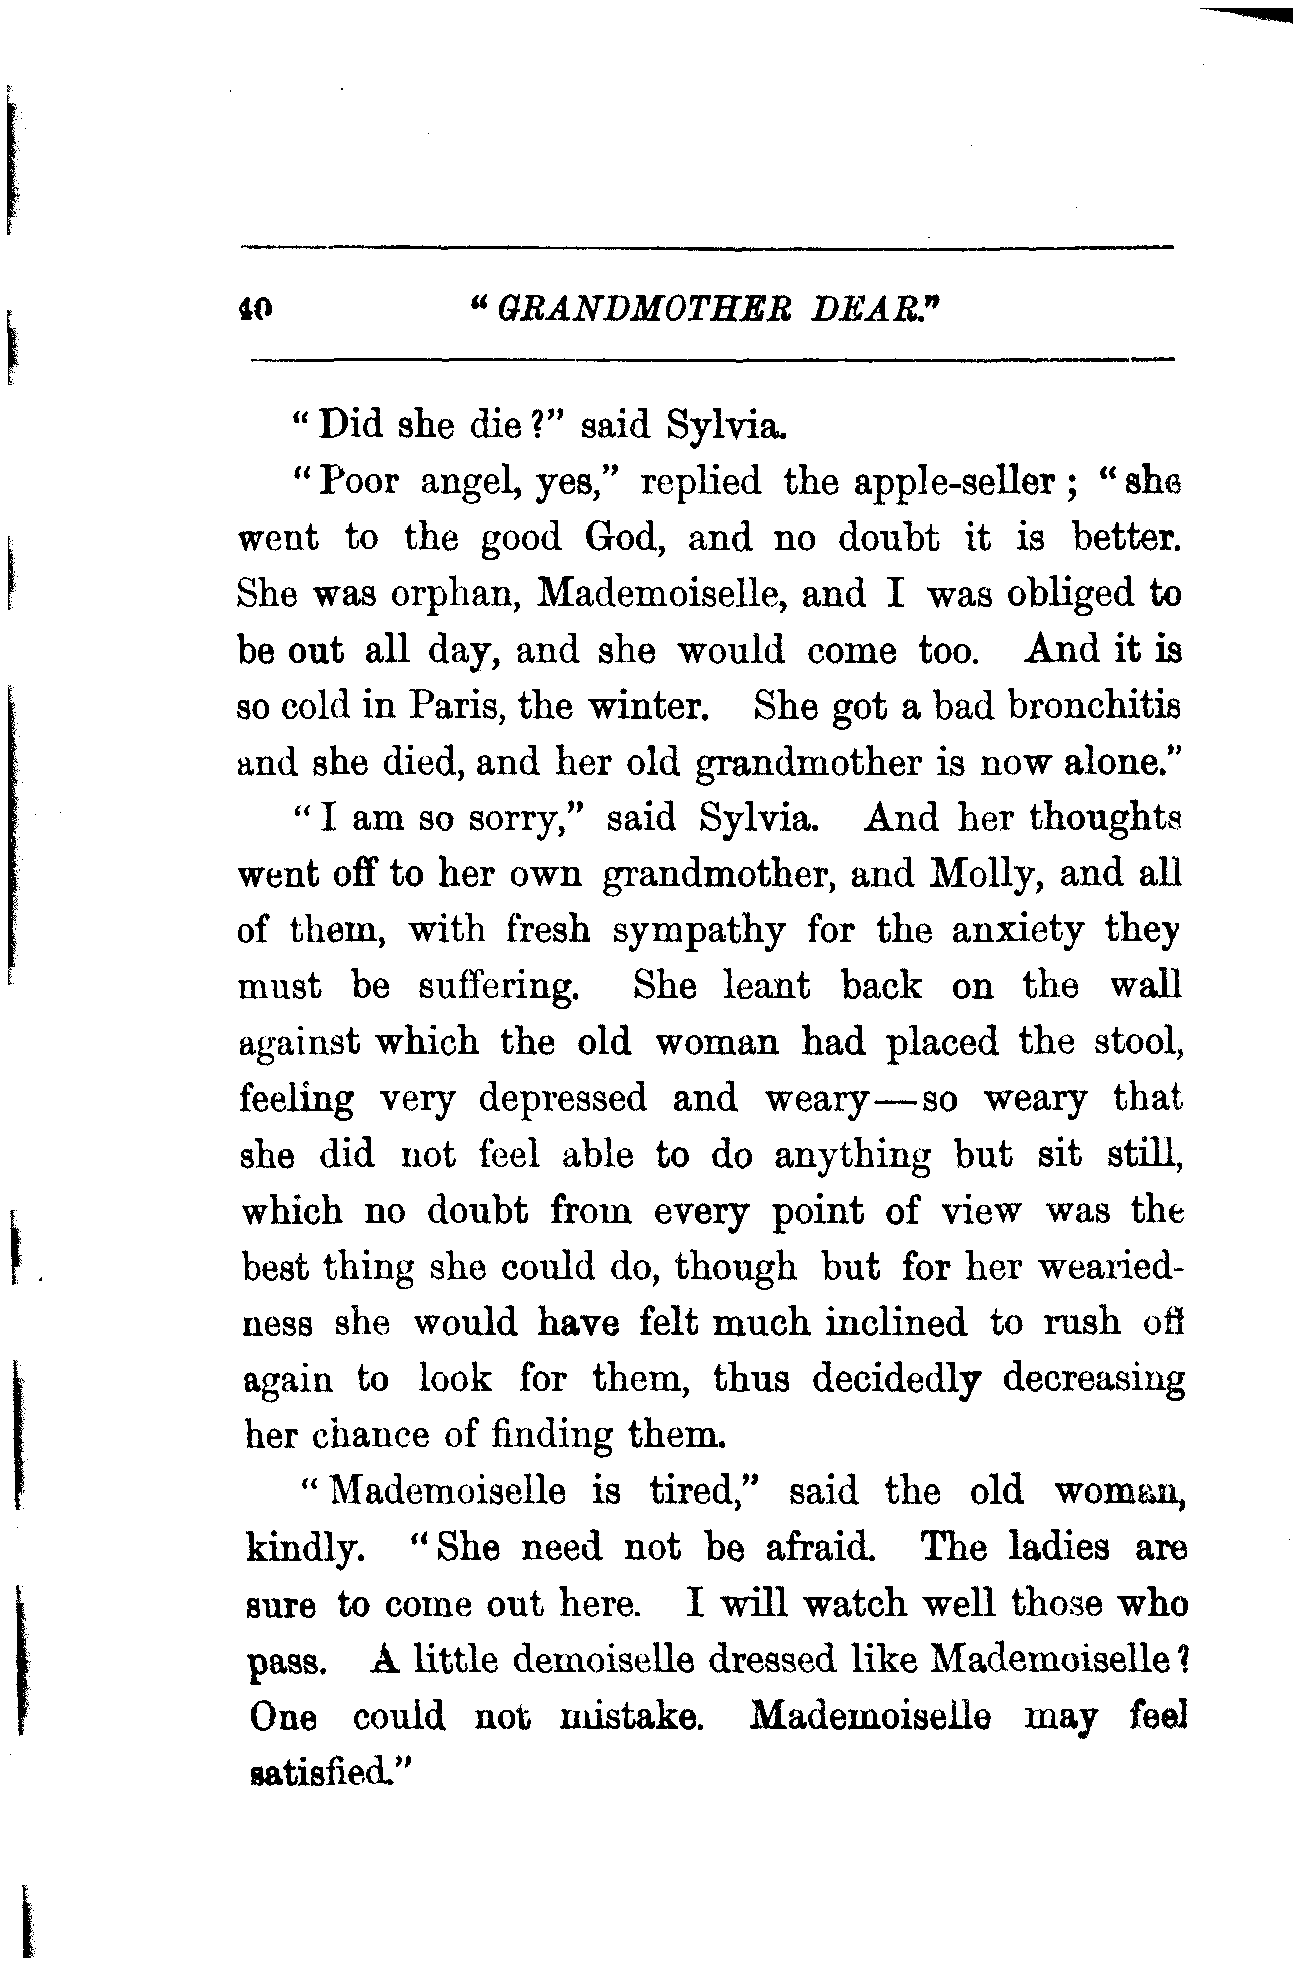 40 "GRANDMOTHER DEAR."
"Did she die?" said Sylvia.
"Poor angel, yes," replied the apple-seller; "she
went to the good God, and no doubt it is better.
She was orphan, Mademoiselle, and I was obliged to
be out all day, and she would come too. And it is
so cold in Paris, the winter. She got a bad bronchitis
and she died, and her old grandmother is now alone."
"I am so sorry," said Sylvia. And her thoughts
went off to her own grandmother, and Molly, and all
of them, with fresh sympathy for the anxiety they
must be suffering. She leant back on the wall
against which the old woman had placed the stool,
feeling very depressed and weary—so weary that
she did not feel able to do anything but sit still,
which no doubt from every point of view was the
best thing she could do, though but for her wearied-
ness she would have felt much inclined to rush off
again to look for them, thus decidedly decreasing
her chance of finding them.
"Mademoiselle is tired," said the old woman,
kindly. "She need not be afraid. The ladies are
sure to come out here. I will watch well those who
pass. A little demoiselle dressed like Mademoiselle?
One could not mistake. Mademoiselle may feel
satisfied."